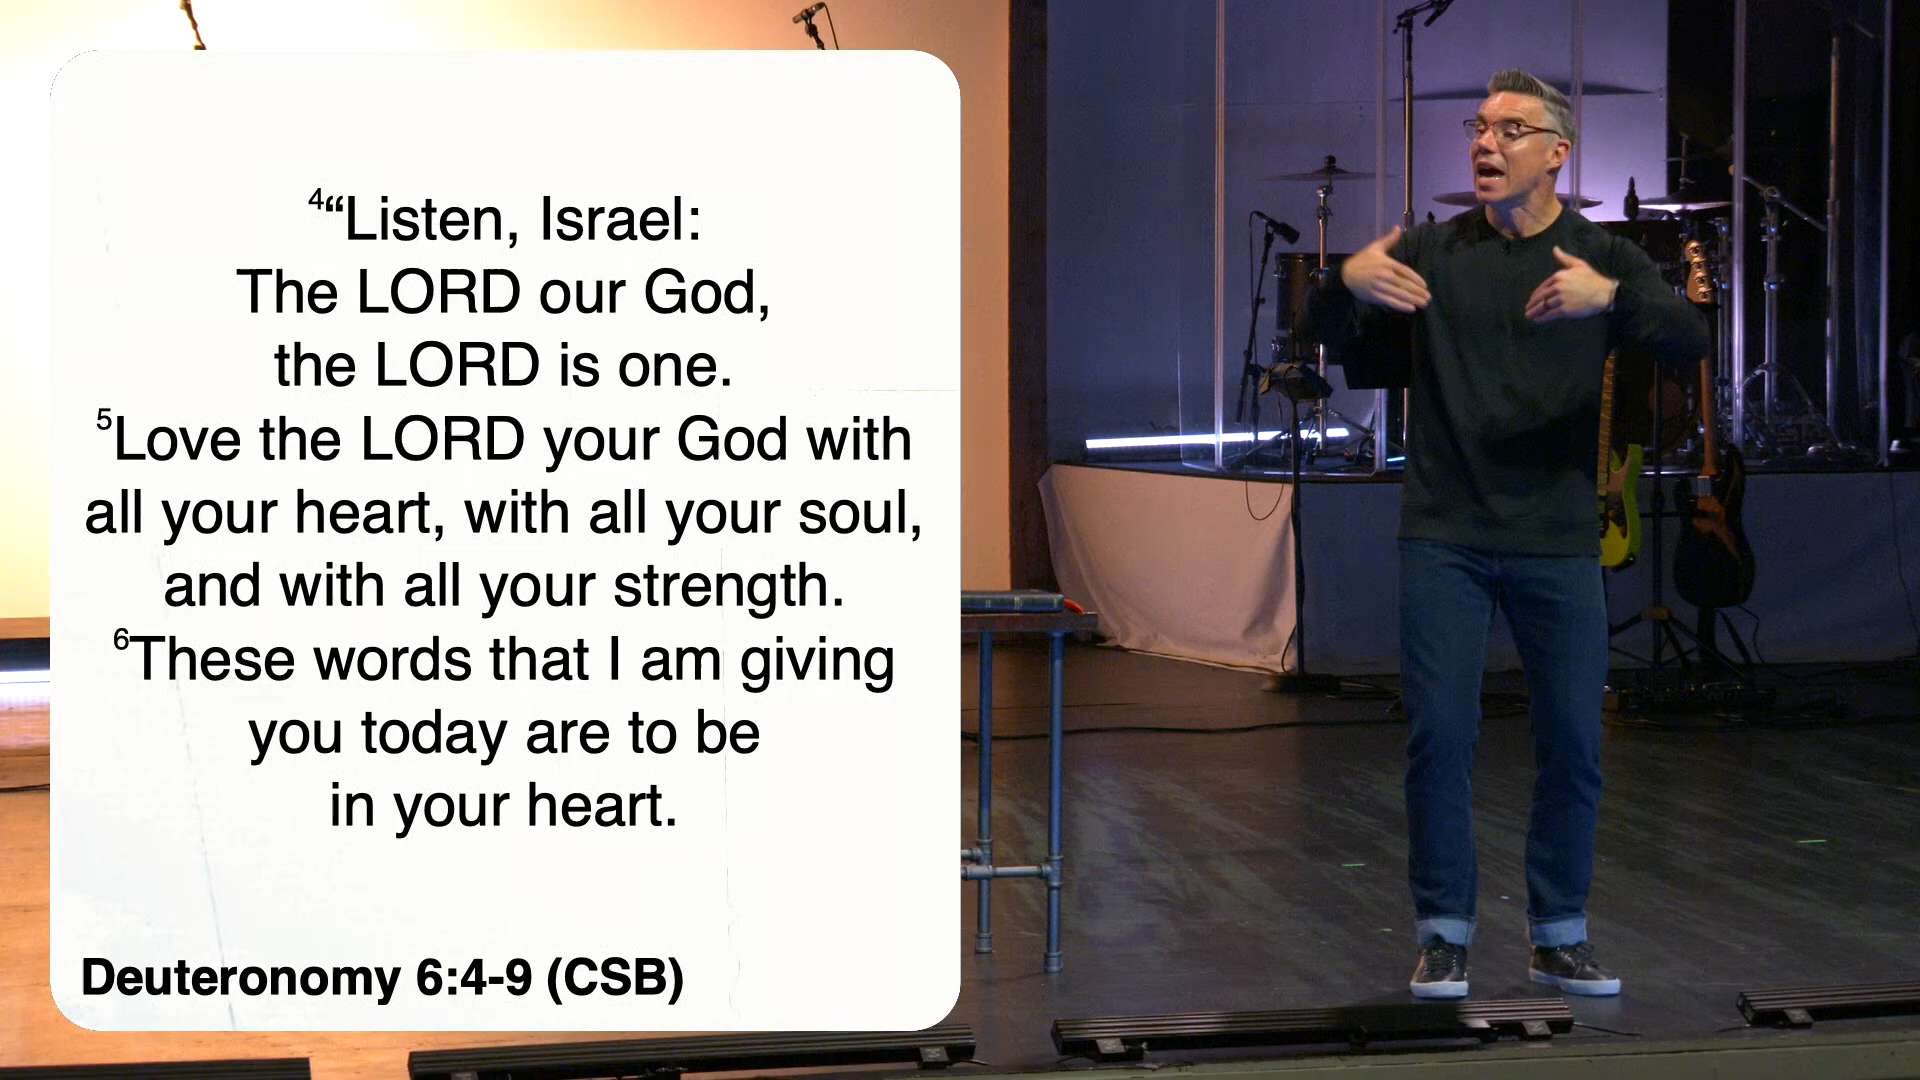 ⁴“Listen, Israel:
The LORD our God,
the LORD is one.
⁵Love the LORD your God with
all your heart, with all your soul,
and with all your strength.
⁶These words that I am giving
you today are to be
in your heart.
Deuteronomy 6:4-9 (CSB)